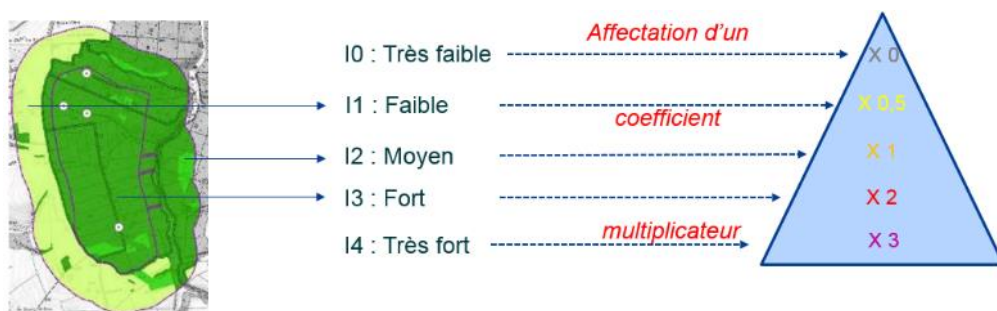 Affectation d'un
I0 : Très faible
X 0
I1 : Faible
X 0,5
coefficient
I2 : Moyen
X 1
I3 : Fort
X 2
multiplicateur
I4 : Très fort
X 3